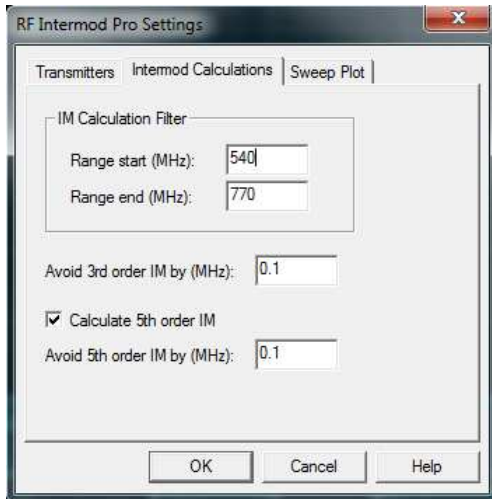 RF Intermod Pro Settings
Transmitters Intermod Calculations Sweep Plot
IM Calculation Filter
Range start (MHz): 540
Range end (MHz): 770
Avoid 3rd order IM by (MHz): 0.1
Calculate 5th order IM
Avoid 5th order IM by (MHz): 0.1
OK Cancel Help